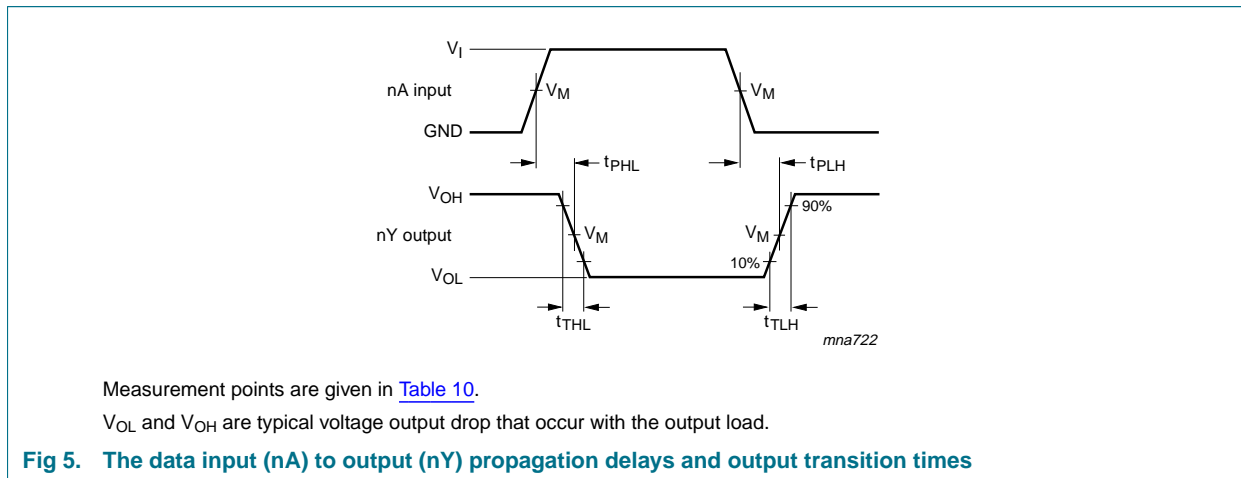 VI
nA input
VM
VM
GND
tPHL
tPLH
VOH
90%
nY output
VM
VM
10%
VOL
tTHL
tTLH
mna722
Measurement points are given in Table 10.
VOL and VOH are typical voltage output drop that occur with the output load.
Fig 5. The data input (nA) to output (nY) propagation delays and output transition times